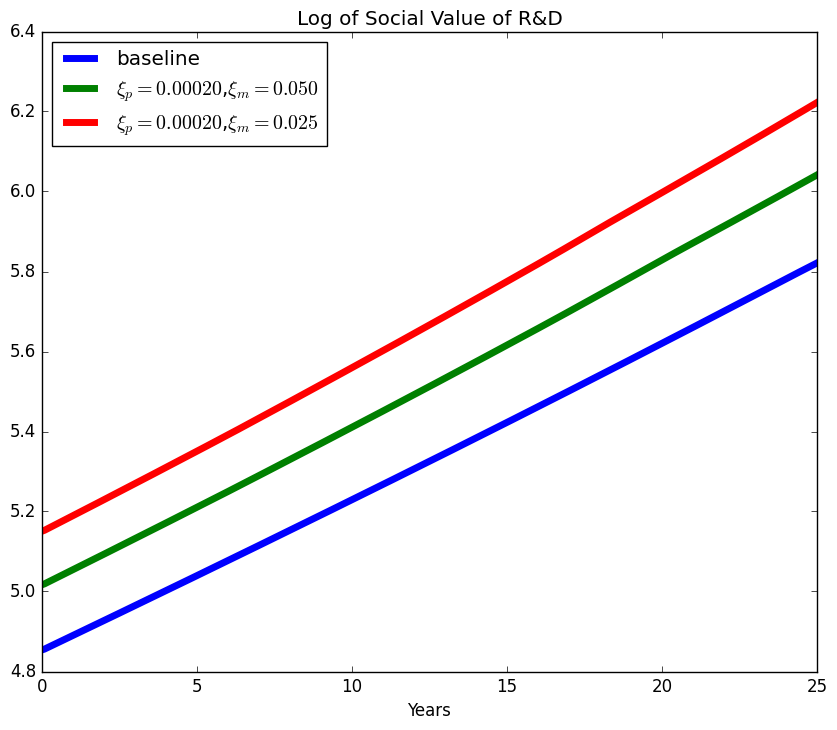 Log of Social Value of R&D
6.4
6.2
6.0
5.8
5.6
5.4
5.2
5.0
4.8
baseline
ξₚ = 0.00020,ξₘ = 0.050
ξₚ = 0.00020,ξₘ = 0.025
0 5 10 15 20 25
Years